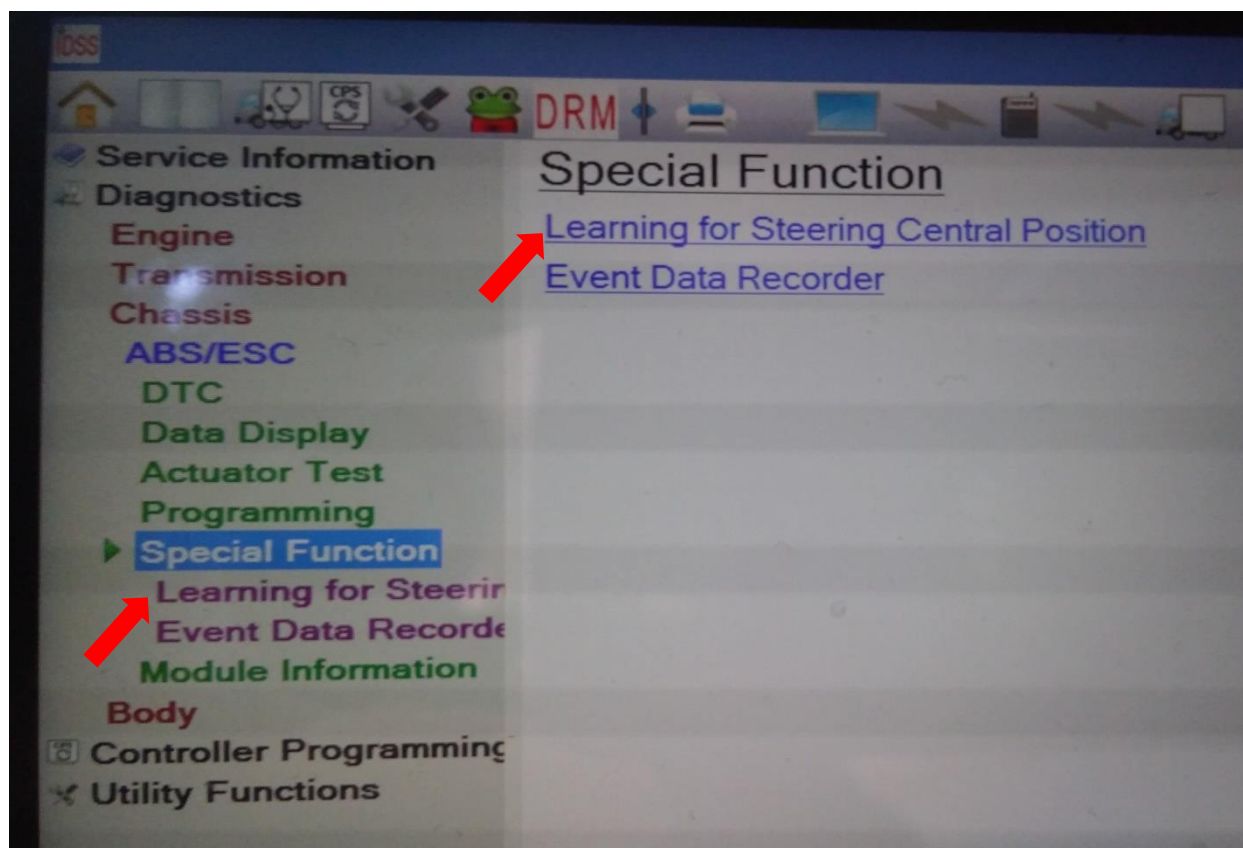 IDSS
CPS
DRM
Service Information
Diagnostics
Engine
Transmission
Chassis
ABS/ESC
DTC
Data Display
Actuator Test
Programming
Special Function
Learning for Steerin
Event Data Recorde
Module Information
Body
Controller Programming
Utility Functions
Special Function
Learning for Steering Central Position
Event Data Recorder